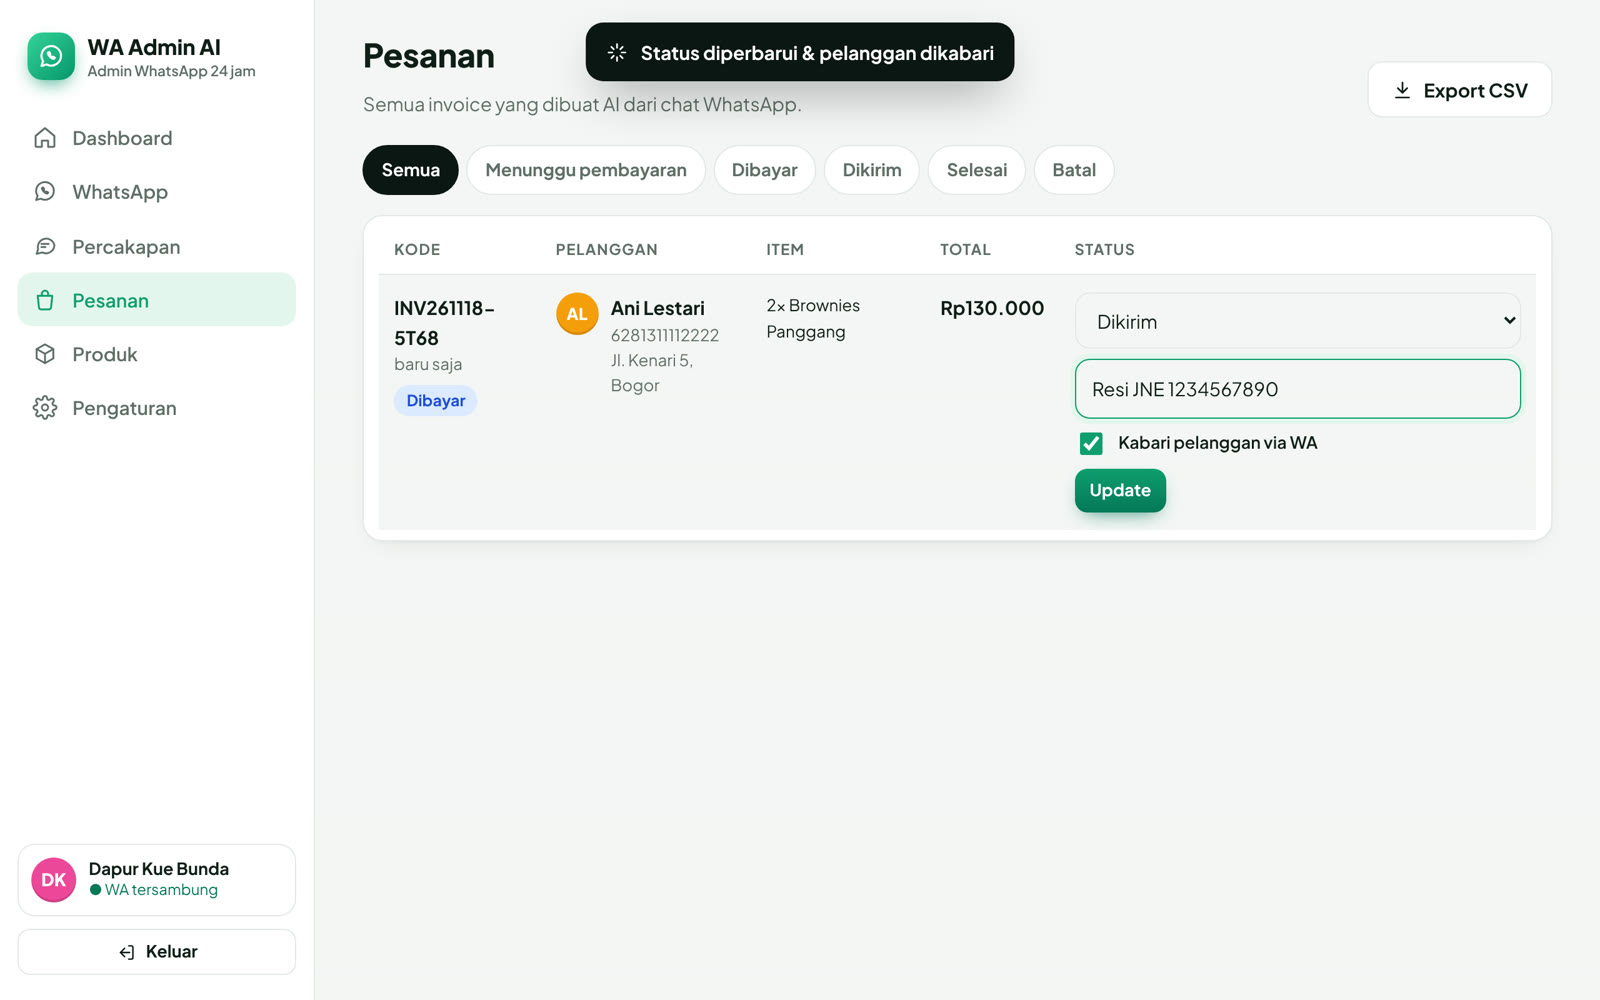 WA Admin AI
Admin WhatsApp 24 jam
Dashboard
WhatsApp
Percakapan
Pesanan
Produk
Pengaturan
DK
Dapur Kue Bunda
WA tersambung
Keluar
Pesanan
Status diperbarui & pelanggan dikabari
Semua invoice yang dibuat AI dari chat WhatsApp.
Export CSV
Semua
Menunggu pembayaran
Dibayar
Dikirim
Selesai
Batal
KODE
PELANGGAN
ITEM
TOTAL
STATUS
INV261118-
5T68
baru saja
Dibayar
AL
Ani Lestari
6281311112222
Jl. Kenari 5,
Bogor
2× Brownies
Panggang
Rp130.000
Dikirim
Resi JNE 1234567890
Kabari pelanggan via WA
Update